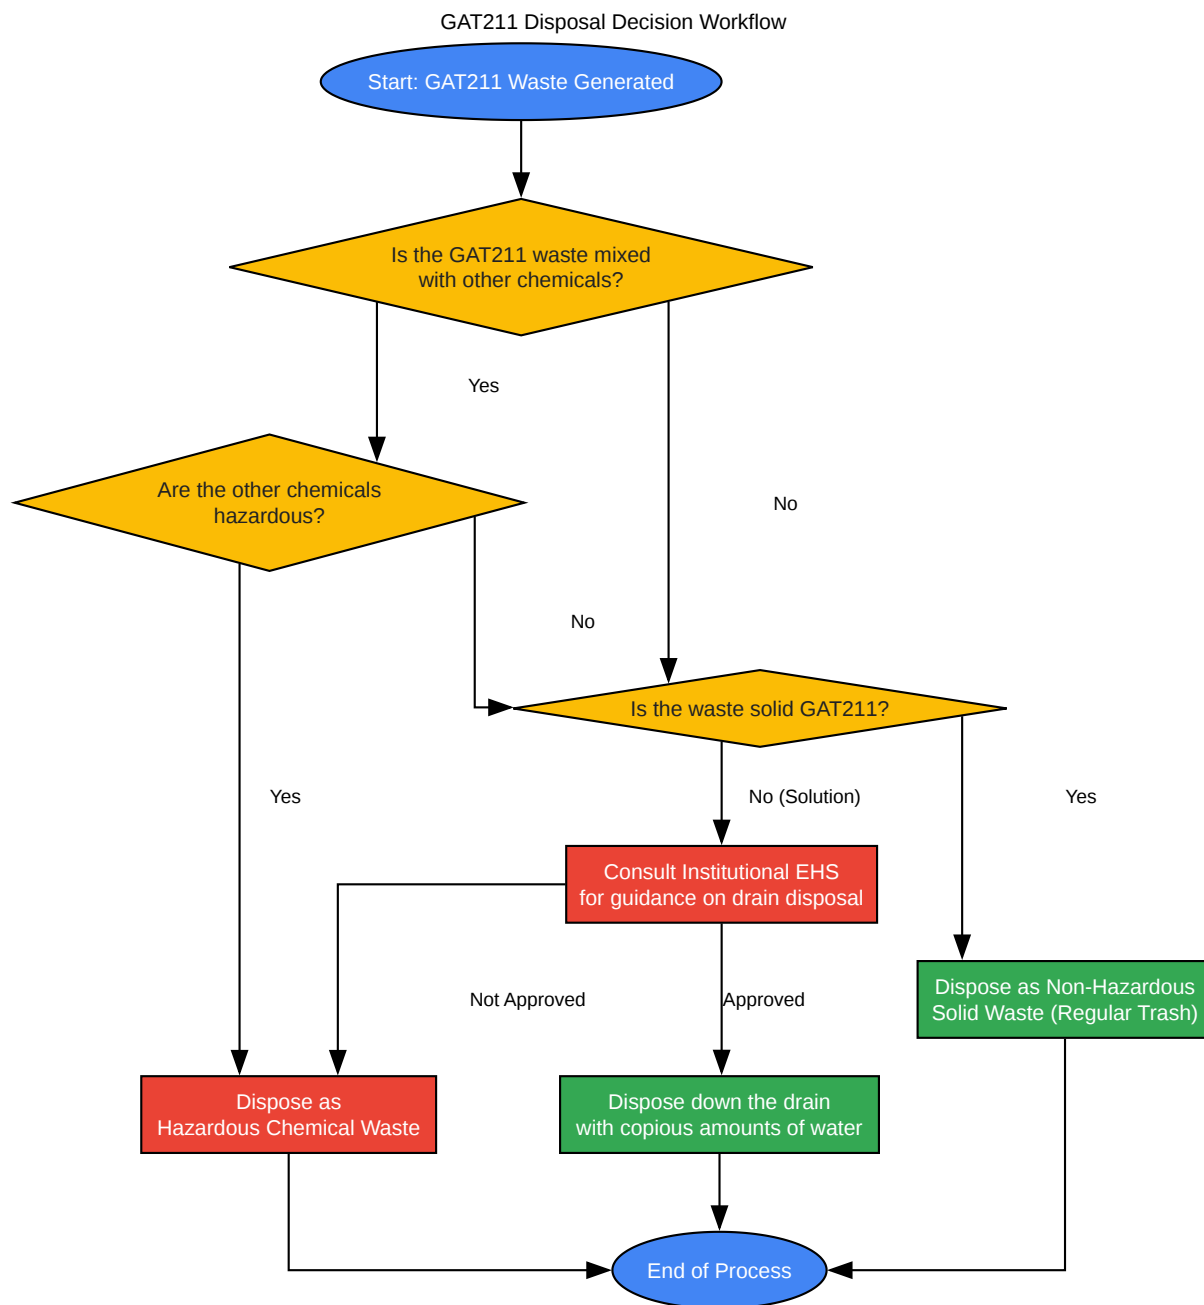 GAT211 Disposal Decision Workflow
Start: GAT211 Waste Generated
Is the GAT211 waste mixed
with other chemicals?
Yes
Are the other chemicals
hazardous?
No
No
Is the waste solid GAT211?
Yes
No (Solution)
Yes
Consult Institutional EHS
for guidance on drain disposal
Dispose as Non-Hazardous
Solid Waste (Regular Trash)
Not Approved
Approved
Dispose as
Hazardous Chemical Waste
Dispose down the drain
with copious amounts of water
End of Process